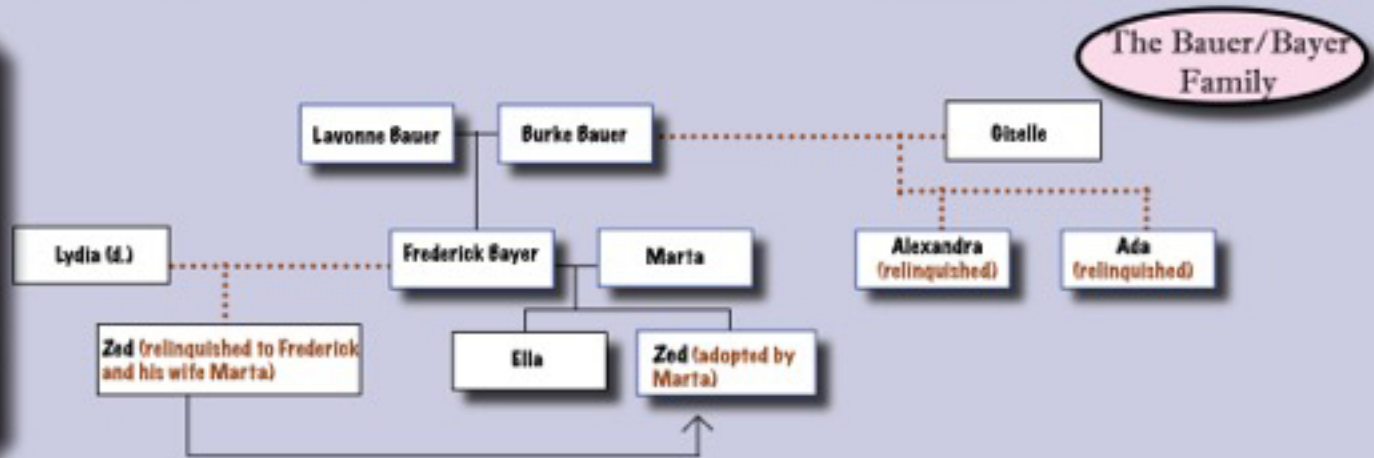 The Bauer/Bayer
Family
Lavonne Bauer
Burke Bauer
Giselle
Lydia (d.)
Frederick Bayer
Marta
Alexandra
(relinquished)
Ada
(relinquished)
Zed (relinquished to Frederick
and his wife Marta)
Ella
Zed (adopted by
Marta)